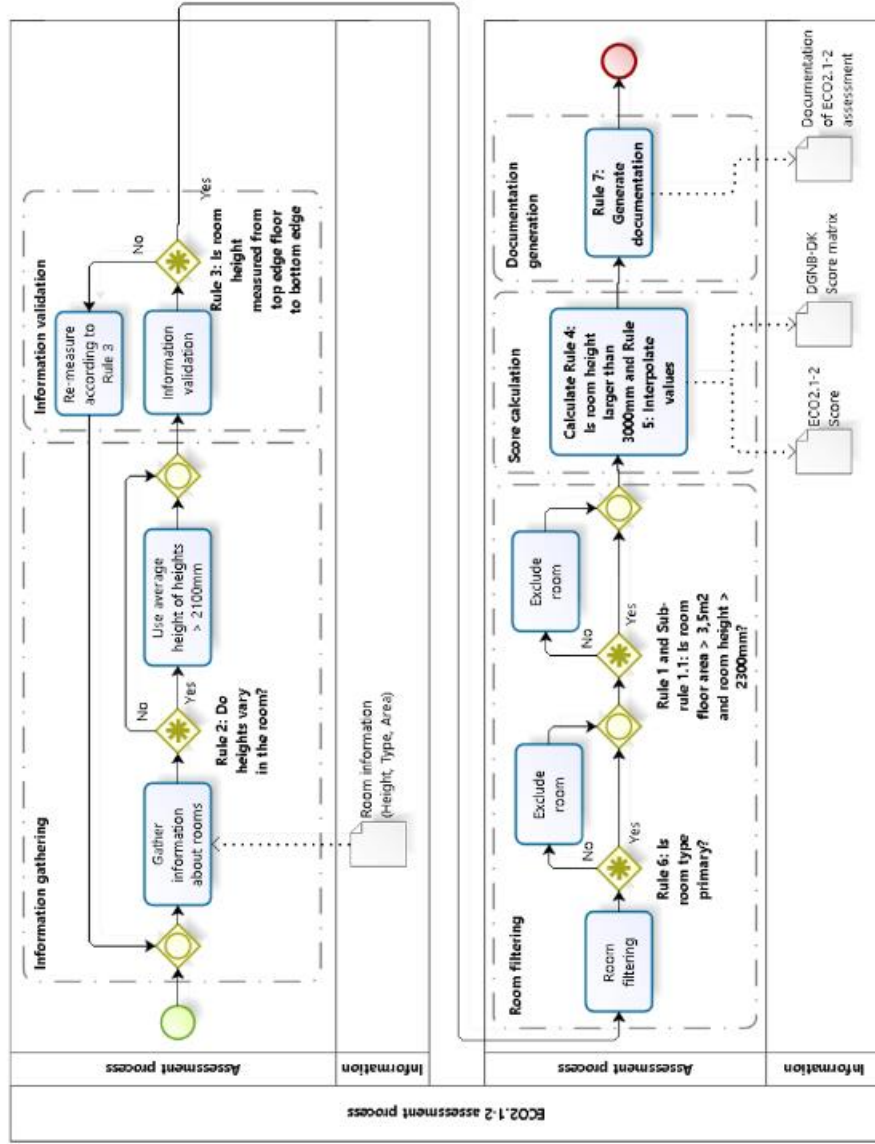 ECO2.1-2 assessment process
Assessment process
Information
Information gathering
Gather
information
about rooms
Rule 2: Do
heights vary
in the room?
No
Yes
Use average
height of heights
> 2100mm
Room information
(Height, Type, Area)
Information validation
Re-measure
according to
Rule 3
Information
validation
No
Yes
Rule 3: Is room
height
measured from
top edge floor
to bottom edge
Assessment process
Information
Room filtering
Room
filtering
Rule 6: Is
room type
primary?
No
Yes
Exclude
room
Rule 1 and Sub-
rule 1.1: Is room
floor area > 3,5m2
and room height >
2300mm?
No
Yes
Exclude
room
Score calculation
Calculate Rule 4:
Is room height
larger than
3000mm and Rule
5: Interpolate
values
ECO2.1-2
Score
DGNB-DK
Score matrix
Documentation
generation
Rule 7:
Generate
documentation
Documentation
of ECO2.1-2
assessment